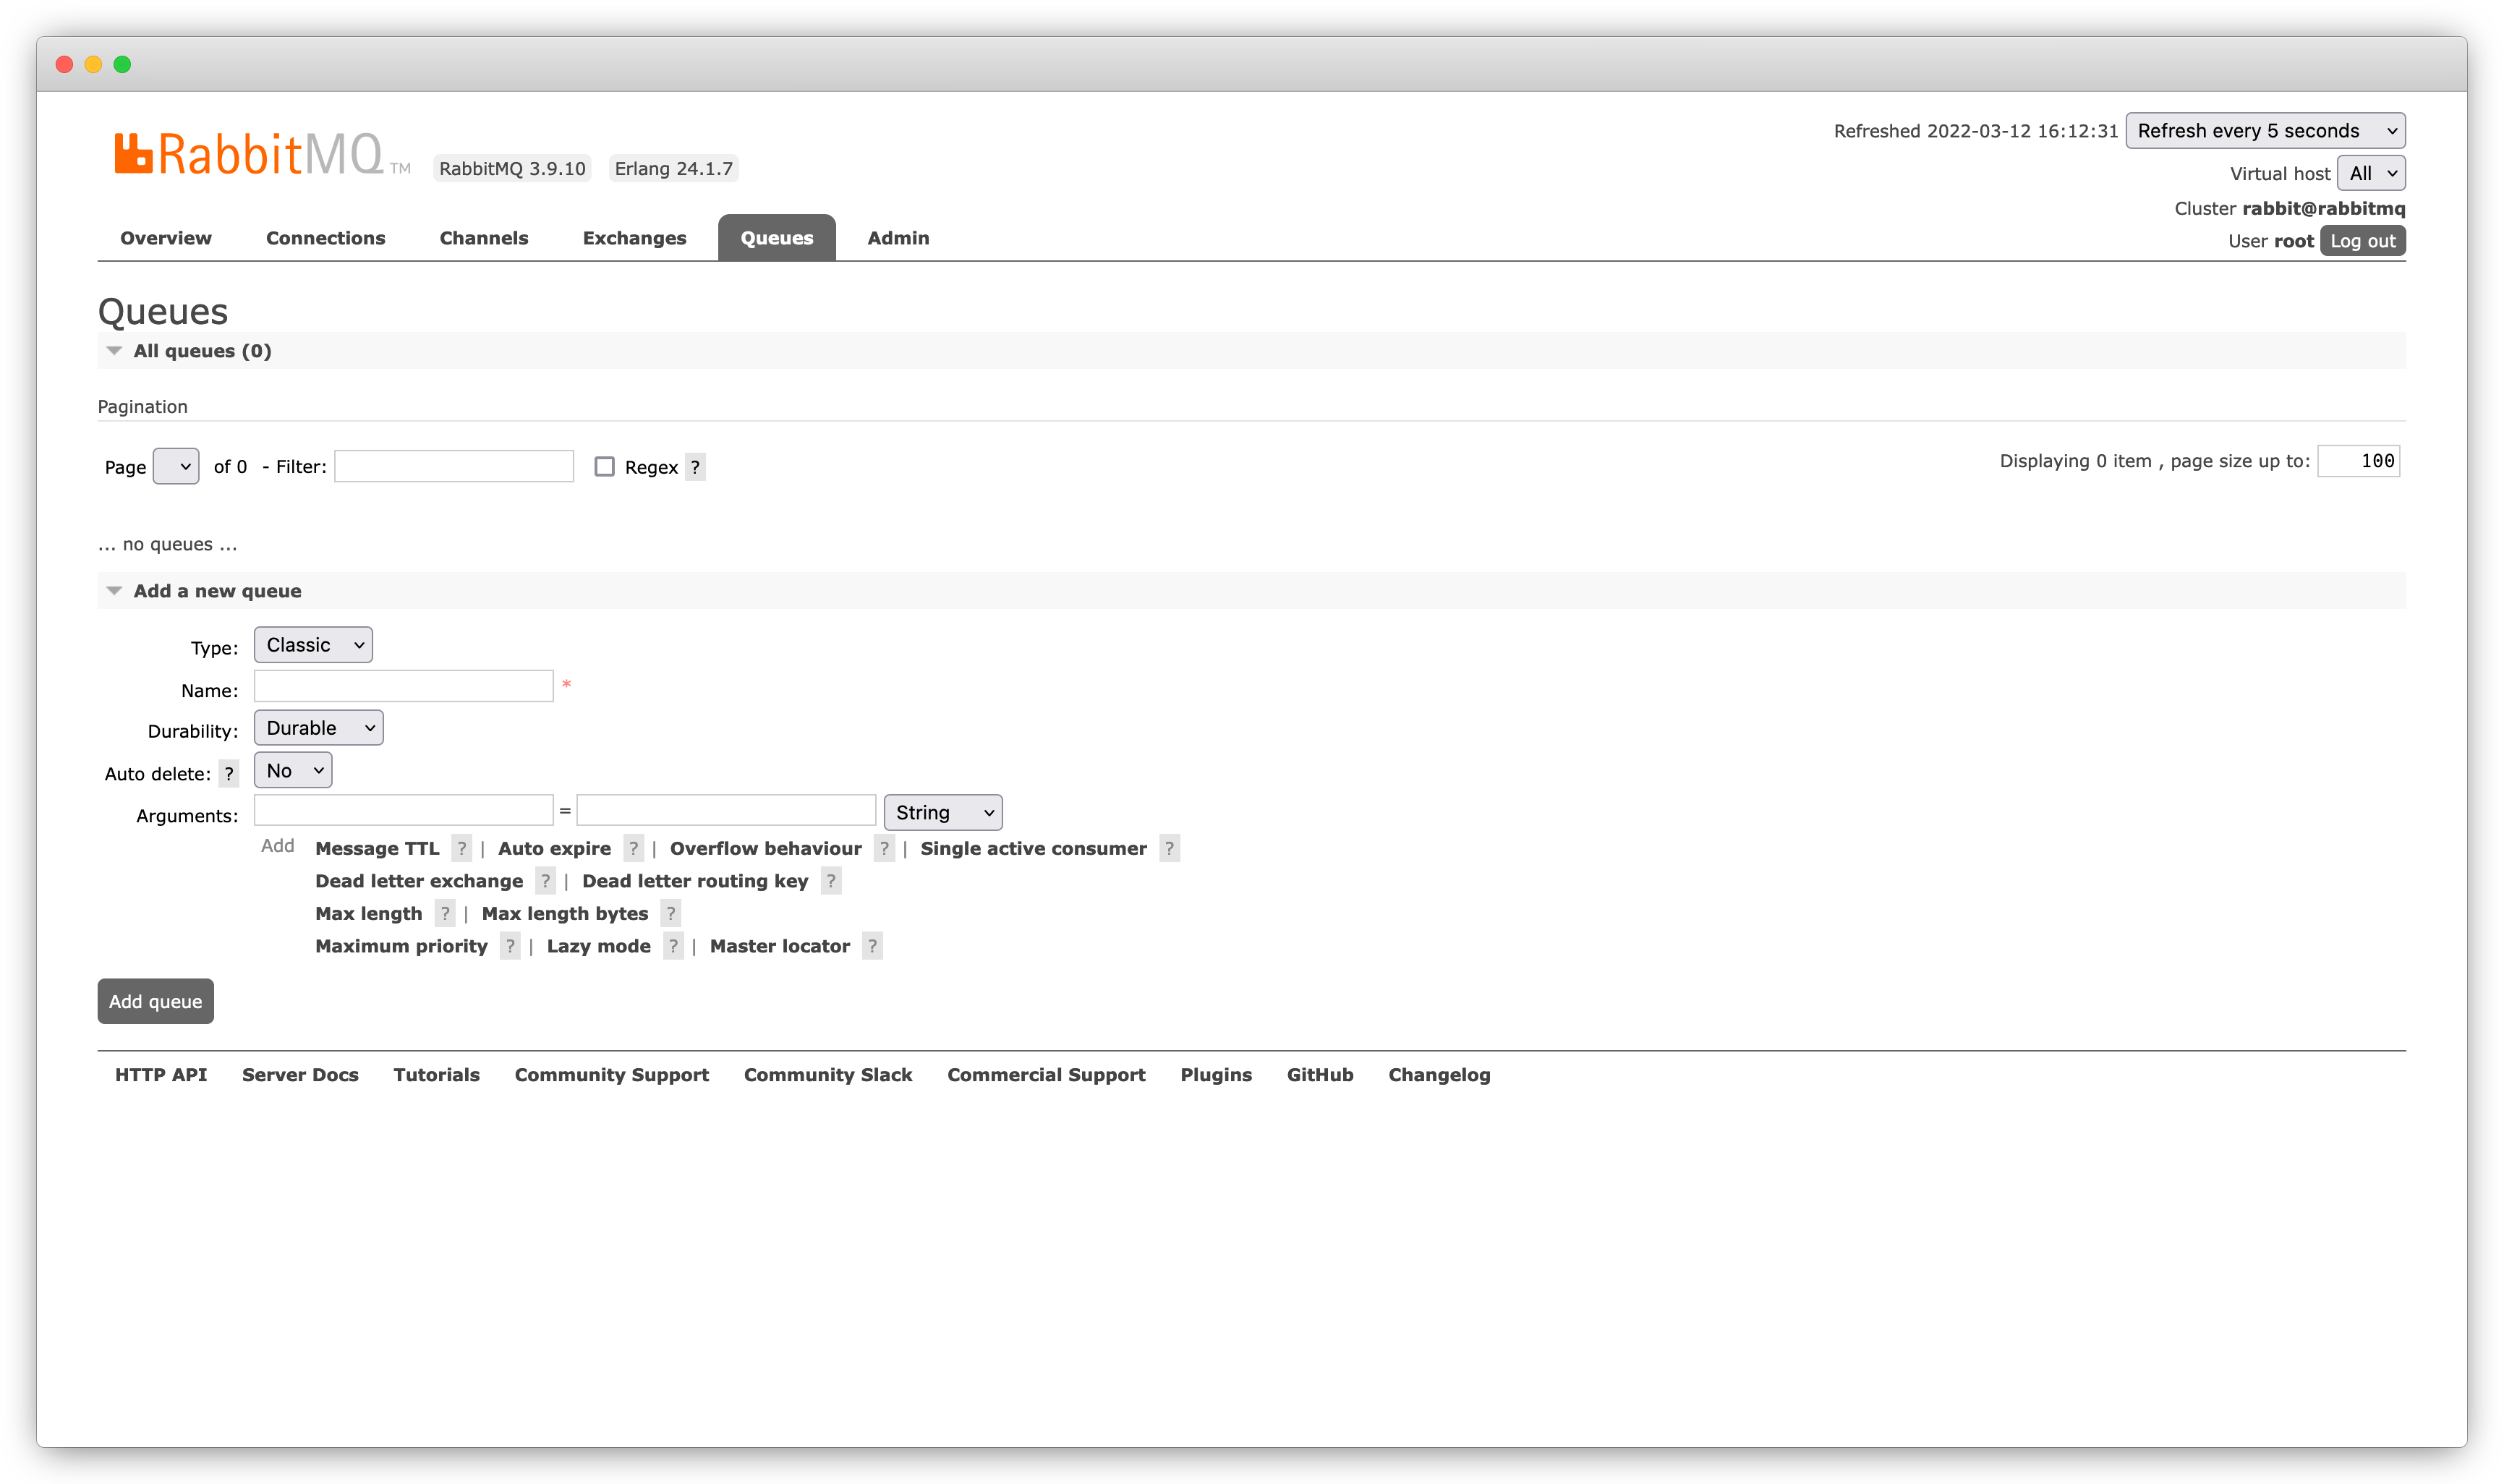 RabbitMQ TM RabbitMQ 3.9.10 Erlang 24.1.7
Refreshed 2022-03-12 16:12:31 Refresh every 5 seconds
Virtual host All
Cluster rabbit@rabbitmq
User root Log out
Overview Connections Channels Exchanges Queues Admin
Queues
All queues (0)
Pagination
Page of 0 - Filter: Regex ? Displaying 0 item , page size up to: 100
... no queues ...
Add a new queue
Type: Classic
Name: *
Durability: Durable
Auto delete: ? No
Arguments: = String
Add Message TTL ? | Auto expire ? | Overflow behaviour ? | Single active consumer ?
Dead letter exchange ? | Dead letter routing key ?
Max length ? | Max length bytes ?
Maximum priority ? | Lazy mode ? | Master locator ?
Add queue
HTTP API Server Docs Tutorials Community Support Community Slack Commercial Support Plugins GitHub Changelog